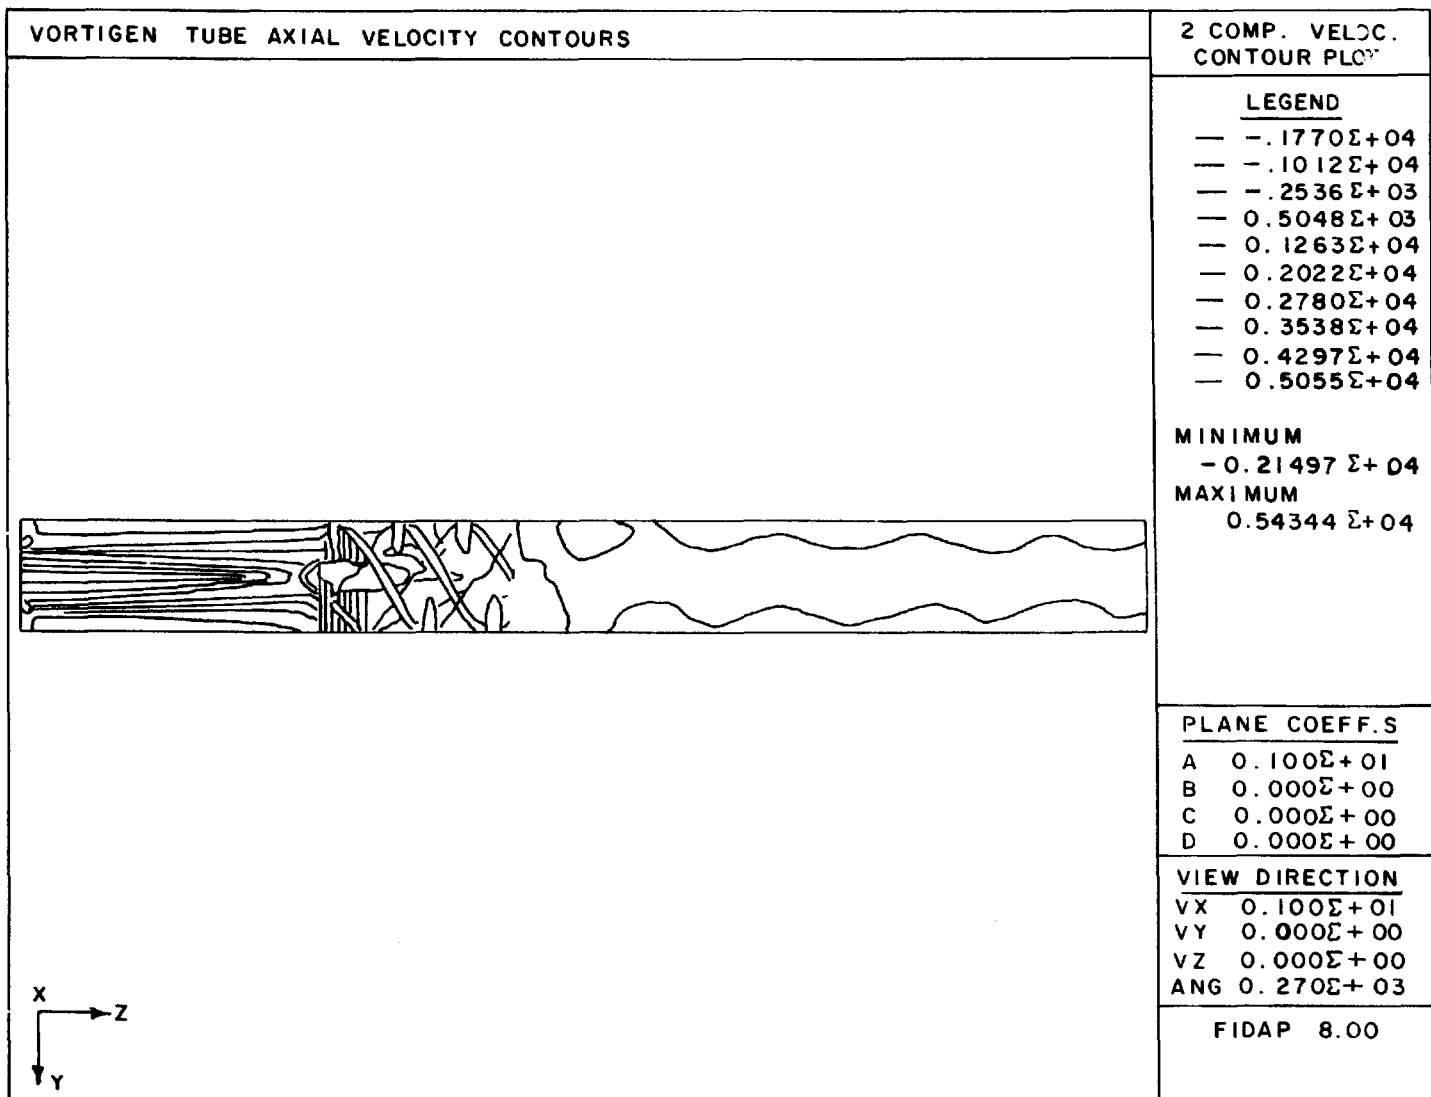 VORTIGEN TUBE AXIAL VELOCITY CONTOURS
2 COMP. VELOC.
CONTOUR PLOT
LEGEND
— -.1770Σ+04
— -.1012Σ+04
— -.2536Σ+03
— 0.5048Σ+03
— 0.1263Σ+04
— 0.2022Σ+04
— 0.2780Σ+04
— 0.3538Σ+04
— 0.4297Σ+04
— 0.5055Σ+04
MINIMUM
-0.21497 Σ+04
MAXIMUM
0.54344 Σ+04
PLANE COEFF.S
A 0.100Σ+01
B 0.000Σ+00
C 0.000Σ+00
D 0.000Σ+00
VIEW DIRECTION
VX 0.100Σ+01
VY 0.000Σ+00
VZ 0.000Σ+00
ANG 0.270Σ+03
FIDAP 8.00
X
Z
Y